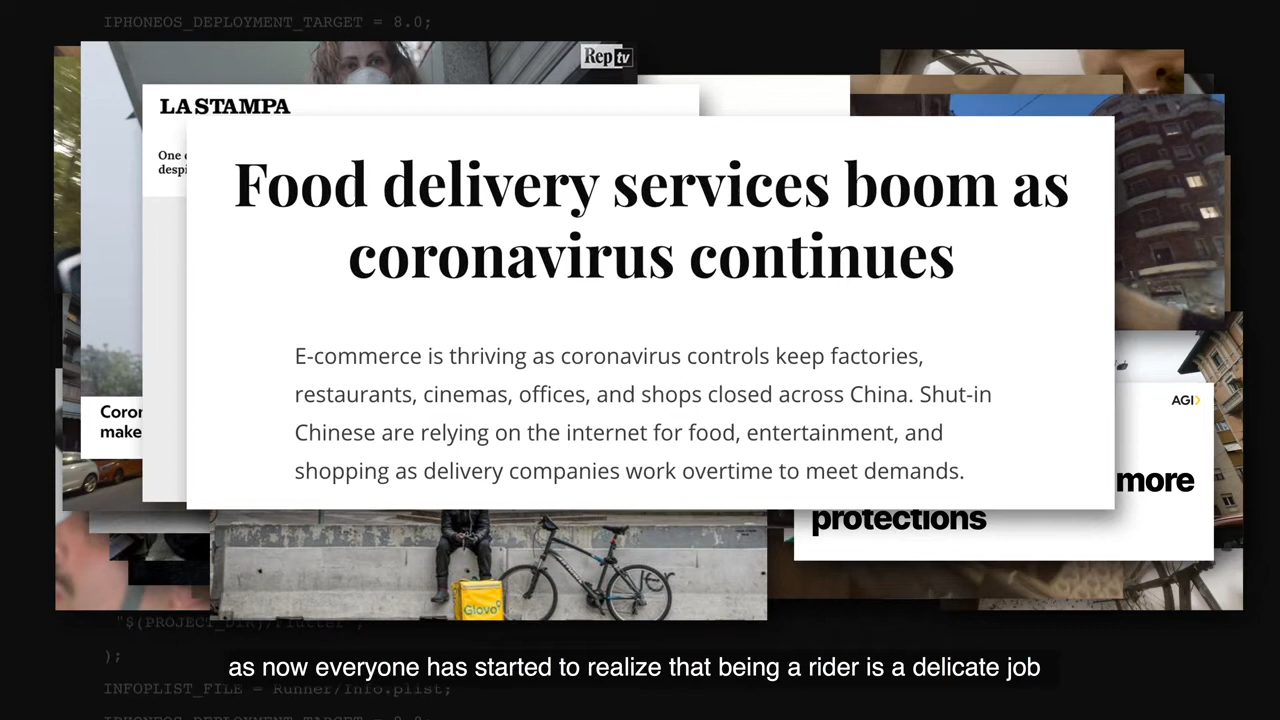 IPHONEOS_DEPLOYMENT_TARGET = 8.0;
Rep tv
LA STAMPA
One
despi
Food delivery services boom as
coronavirus continues
E-commerce is thriving as coronavirus controls keep factories,
restaurants, cinemas, offices, and shops closed across China. Shut-in
Chinese are relying on the internet for food, entertainment, and
shopping as delivery companies work overtime to meet demands.
Coron
make
AGI
more
protections
Glovo
"$(PROJECT_DIR)/Flutter",
);
as now everyone has started to realize that being a rider is a delicate job
INFOPLIST_FILE = Runner/Info.plist;